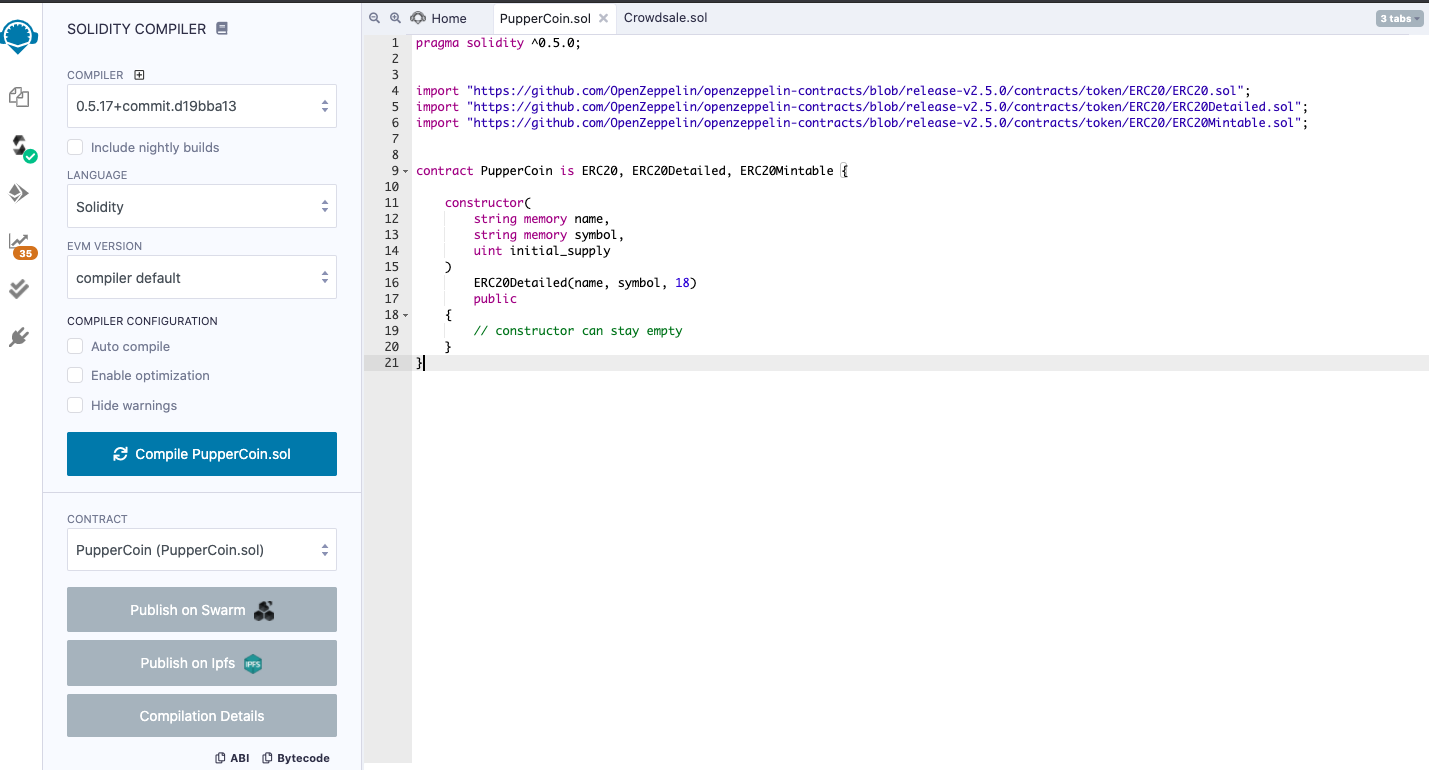 SOLIDITY COMPILER
COMPILER
0.5.17+commit.d19bba13
Include nightly builds
LANGUAGE
Solidity
EVM VERSION
compiler default
COMPILER CONFIGURATION
Auto compile
Enable optimization
Hide warnings
Compile PupperCoin.sol
CONTRACT
PupperCoin (PupperCoin.sol)
Publish on Swarm
Publish on Ipfs
IPFS
Compilation Details
ABI Bytecode
35
Home PupperCoin.sol Crowdsale.sol 3 tabs
1 pragma solidity ^0.5.0;
2
3
4 import "https://github.com/OpenZeppelin/openzeppelin-contracts/blob/release-v2.5.0/contracts/token/ERC20/ERC20.sol";
5 import "https://github.com/OpenZeppelin/openzeppelin-contracts/blob/release-v2.5.0/contracts/token/ERC20/ERC20Detailed.sol";
6 import "https://github.com/OpenZeppelin/openzeppelin-contracts/blob/release-v2.5.0/contracts/token/ERC20/ERC20Mintable.sol";
7
8
9 contract PupperCoin is ERC20, ERC20Detailed, ERC20Mintable {
10
11 constructor(
12 string memory name,
13 string memory symbol,
14 uint initial_supply
15 )
16 ERC20Detailed(name, symbol, 18)
17 public
18 {
19 // constructor can stay empty
20 }
21 }